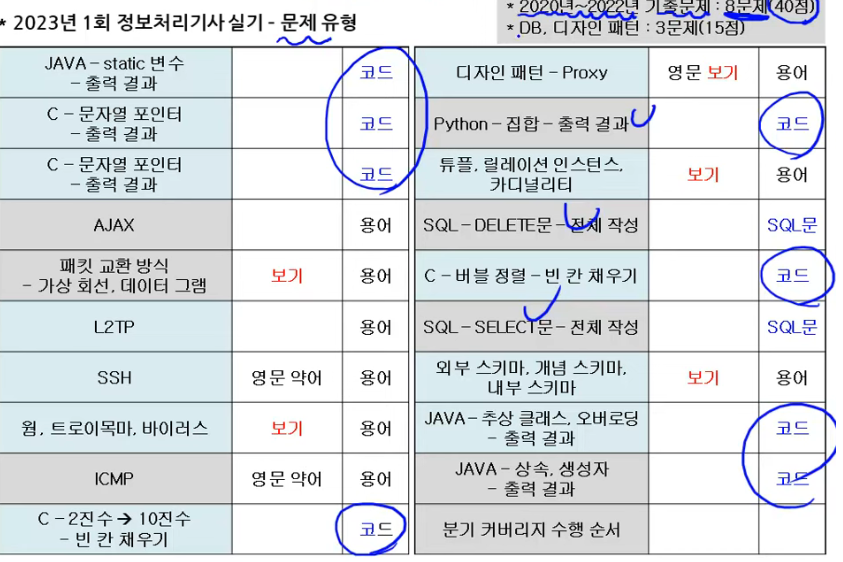 * 2023년 1회 정보처리기사 실기 - 문제 유형
* 2020년~2022년 기출문제 : 8문제(40점)
* DB, 디자인 패턴 : 3문제(15점)
JAVA – static 변수
– 출력 결과
코드
C – 문자열 포인터
– 출력 결과
코드
C – 문자열 포인터
– 출력 결과
코드
AJAX
용어
패킷 교환 방식
– 가상 회선, 데이터 그램
보기
용어
L2TP
용어
SSH
영문 약어
용어
웜, 트로이목마, 바이러스
보기
용어
ICMP
영문 약어
용어
C – 2진수 → 10진수
– 빈 칸 채우기
코드
디자인 패턴 – Proxy
영문 보기
용어
Python – 집합 – 출력 결과
코드
튜플, 릴레이션 인스턴스,
카디널리티
보기
용어
SQL – DELETE문 – 전체 작성
SQL문
C – 버블 정렬 – 빈 칸 채우기
코드
SQL – SELECT문 – 전체 작성
SQL문
외부 스키마, 개념 스키마,
내부 스키마
보기
용어
JAVA – 추상 클래스, 오버로딩
– 출력 결과
코드
JAVA – 상속, 생성자
– 출력 결과
코드
분기 커버리지 수행 순서